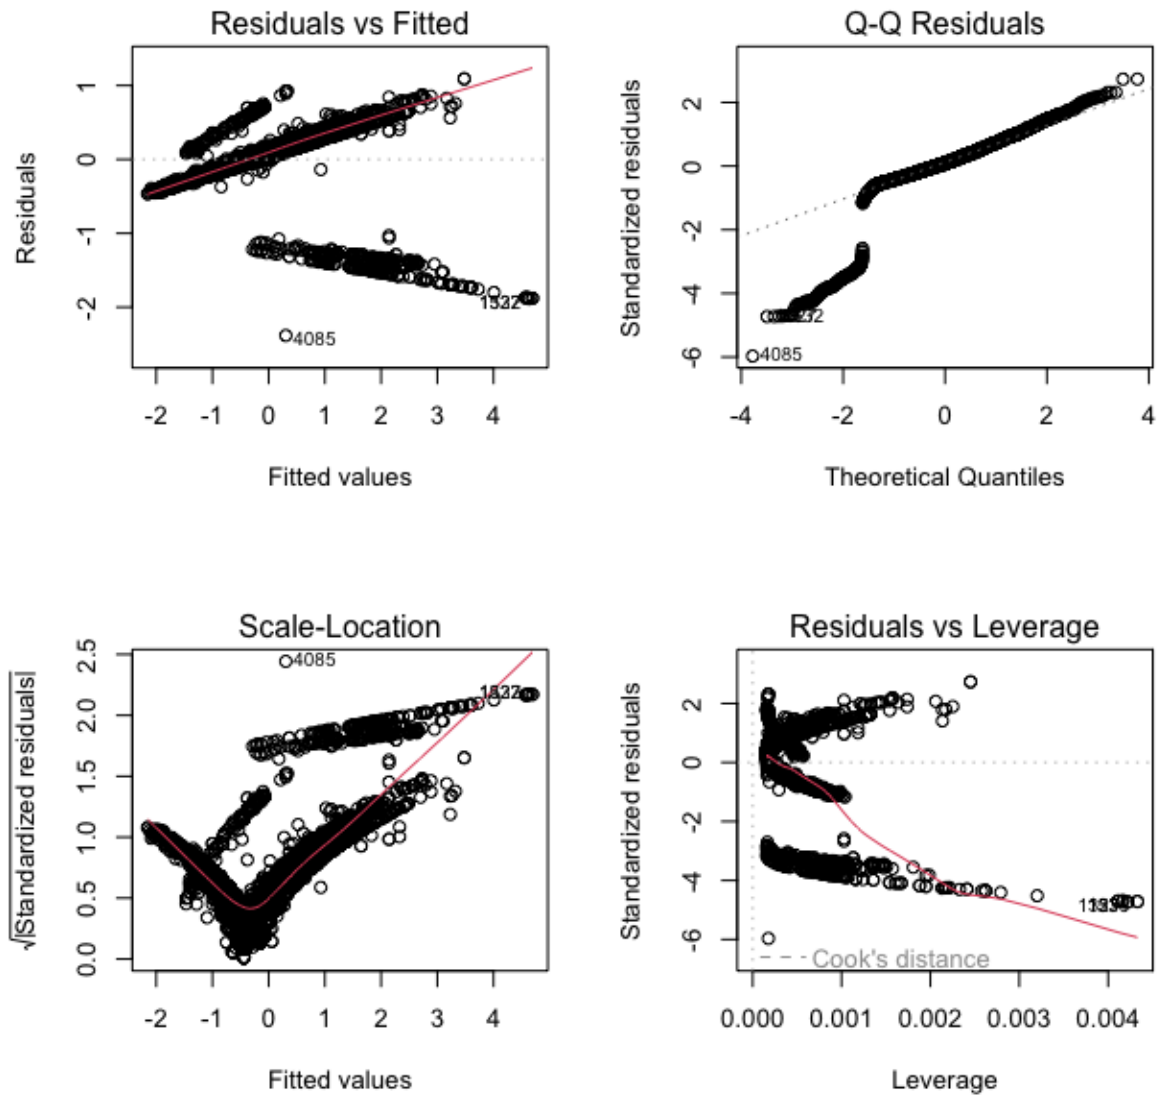 Residuals vs Fitted
Residuals
1
0
-1
-2
4085
-2 -1 0 1 2 3 4
Fitted values
Q-Q Residuals
Standardized residuals
2
0
-2
-4
-6
4085
-4 -2 0 2 4
Theoretical Quantiles
Scale-Location
√|Standardized residuals|
2.5
2.0
1.5
1.0
0.5
0.0
4085
-2 -1 0 1 2 3 4
Fitted values
Residuals vs Leverage
Standardized residuals
2
0
-2
-4
-6
Cook's distance
0.000 0.001 0.002 0.003 0.004
Leverage